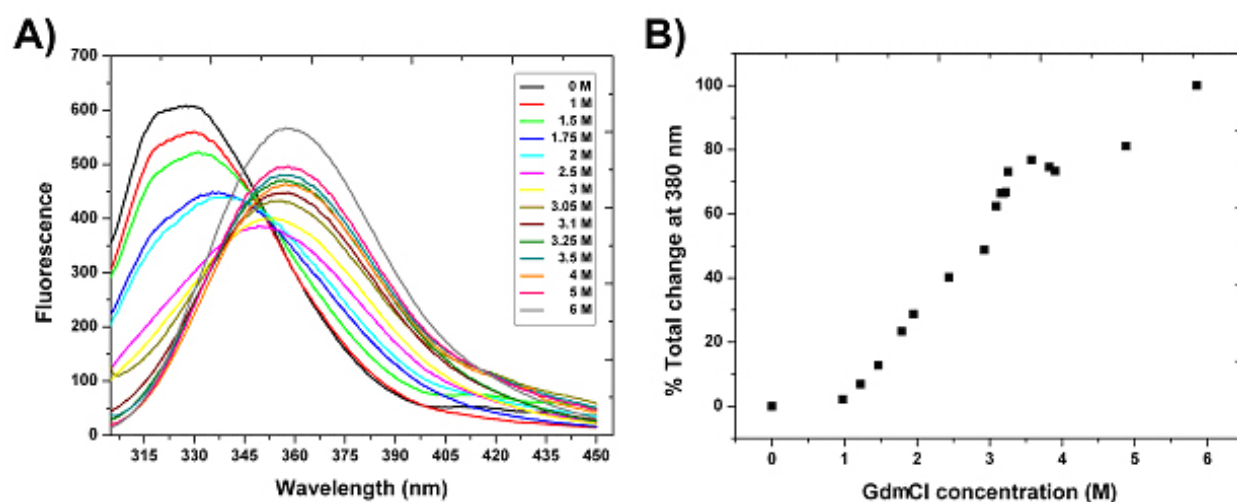 A)
700
600
500
400
300
200
100
0
Fluorescence
315 330 345 360 375 390 405 420 435 450
Wavelength (nm)
0 M
1 M
1.5 M
1.75 M
2 M
2.5 M
3 M
3.05 M
3.1 M
3.25 M
3.5 M
4 M
5 M
6 M
B)
100
80
60
40
20
0
% Total change at 380 nm
0 1 2 3 4 5 6
GdmCl concentration (M)